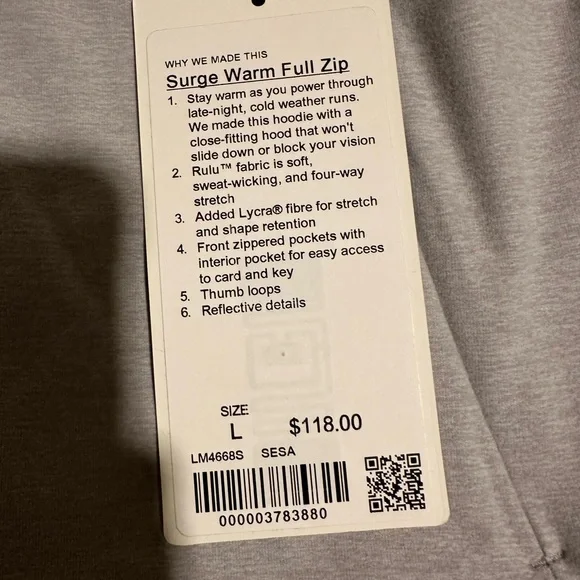 WHY WE MADE THIS
Surge Warm Full Zip
1. Stay warm as you power through
late-night, cold weather runs.
We made this hoodie with a
close-fitting hood that won't
slide down or block your vision
2. Rulu™ fabric is soft,
sweat-wicking, and four-way
stretch
3. Added Lycra® fibre for stretch
and shape retention
4. Front zippered pockets with
interior pocket for easy access
to card and key
5. Thumb loops
6. Reflective details
SIZE
L $118.00
LM4668S SESA
000003783880